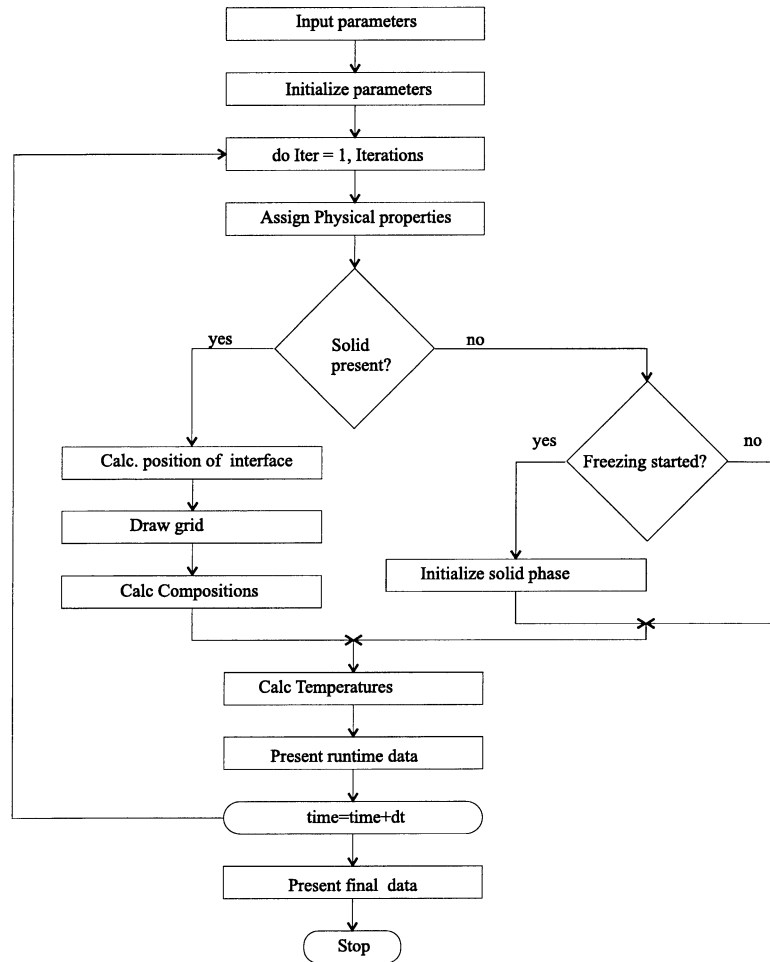 Input parameters
Initialize parameters
do Iter = 1, Iterations
Assign Physical properties
yes
Solid
present?
no
yes
Freezing started?
no
Calc. position of interface
Draw grid
Calc Compositions
Initialize solid phase
Calc Temperatures
Present runtime data
time=time+dt
Present final data
Stop